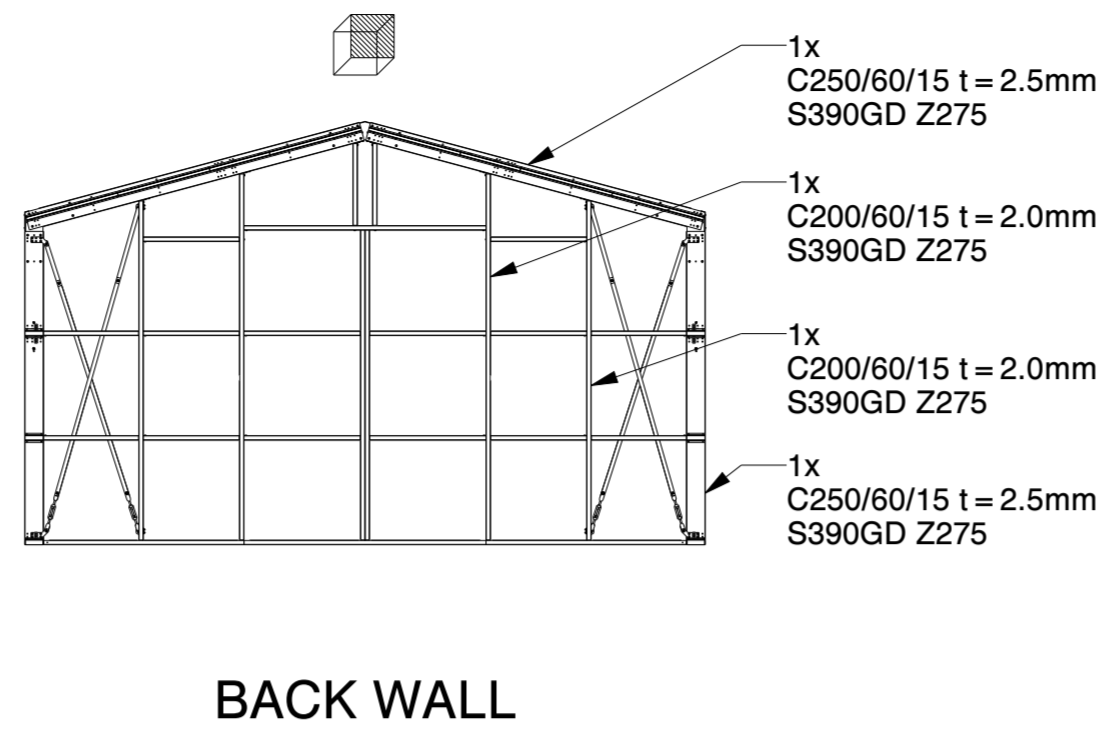 1x
C250/60/15 t = 2.5mm
S390GD Z275
1x
C200/60/15 t = 2.0mm
S390GD Z275
1x
C200/60/15 t = 2.0mm
S390GD Z275
1x
C250/60/15 t = 2.5mm
S390GD Z275
BACK WALL